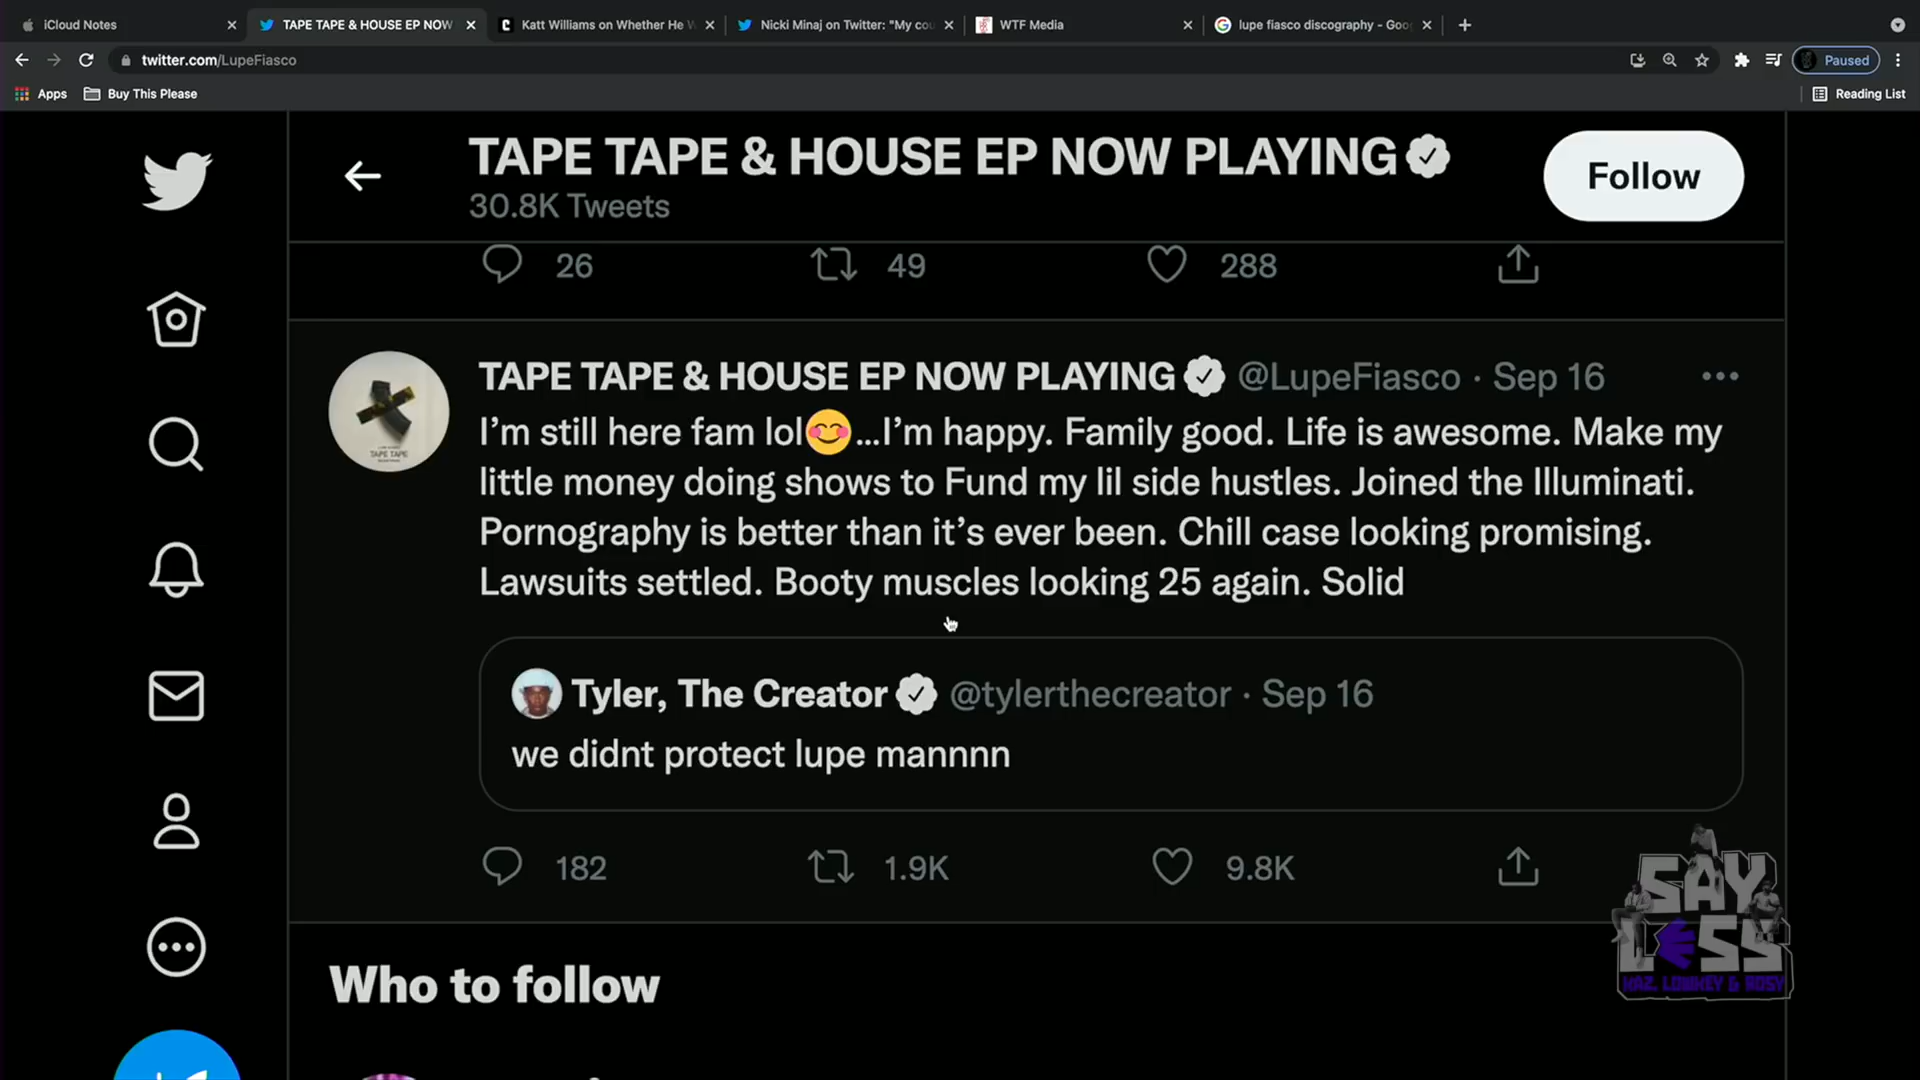 iCloud Notes
TAPE TAPE & HOUSE EP NOW
Katt Williams on Whether He W
Nicki Minaj on Twitter: "My cou
WTF Media
lupe fiasco discography - Goo
twitter.com/LupeFiasco
Paused
Apps
Buy This Please
Reading List
TAPE TAPE & HOUSE EP NOW PLAYING
30.8K Tweets
Follow
26 49 288
TAPE TAPE & HOUSE EP NOW PLAYING @LupeFiasco · Sep 16
I’m still here fam lol😊...I’m happy. Family good. Life is awesome. Make my
little money doing shows to Fund my lil side hustles. Joined the Illuminati.
Pornography is better than it’s ever been. Chill case looking promising.
Lawsuits settled. Booty muscles looking 25 again. Solid
TAPE TAPE
Tyler, The Creator @tylerthecreator · Sep 16
we didnt protect lupe mannnn
182 1.9K 9.8K
SAY
LESS
KAZ, LOWKEY & ROSY
Who to follow